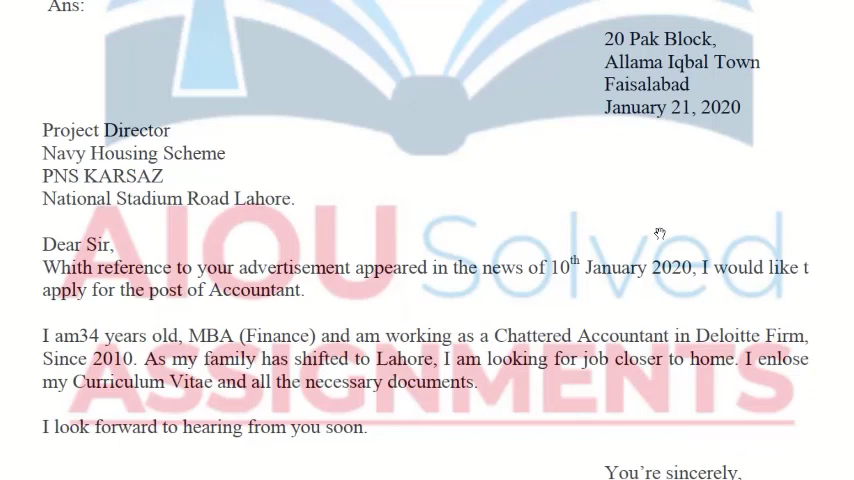 Ans:
20 Pak Block,
Allama Iqbal Town
Faisalabad
January 21, 2020
Project Director
Navy Housing Scheme
PNS KARSAZ
National Stadium Road Lahore.
AIOU Solved
Dear Sir,
Whith reference to your advertisement appeared in the news of 10th January 2020, I would like t
apply for the post of Accountant.
I am34 years old, MBA (Finance) and am working as a Chattered Accountant in Deloitte Firm,
Since 2010. As my family has shifted to Lahore, I am looking for job closer to home. I enlose
my Curriculum Vitae and all the necessary documents.
ASSIGNMENTS
I look forward to hearing from you soon.
You're sincerely,